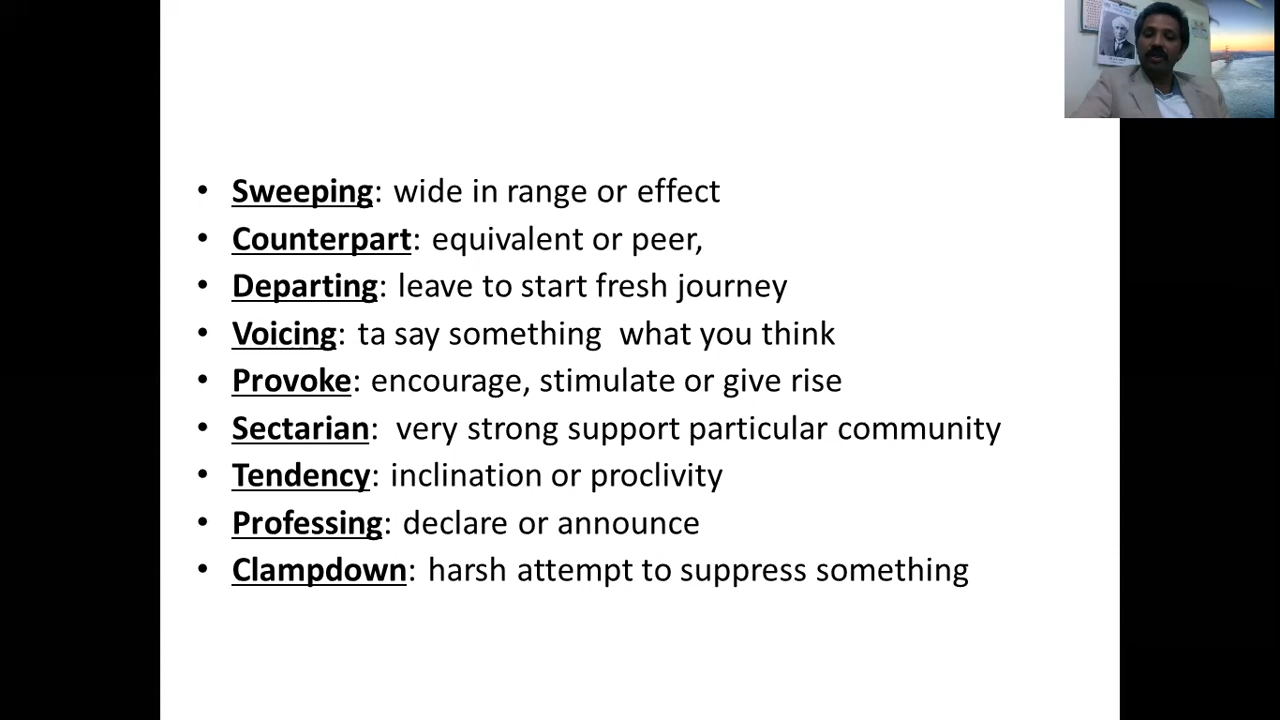 • Sweeping: wide in range or effect
• Counterpart: equivalent or peer,
• Departing: leave to start fresh journey
• Voicing: ta say something  what you think
• Provoke: encourage, stimulate or give rise
• Sectarian:  very strong support particular community
• Tendency: inclination or proclivity
• Professing: declare or announce
• Clampdown: harsh attempt to suppress something